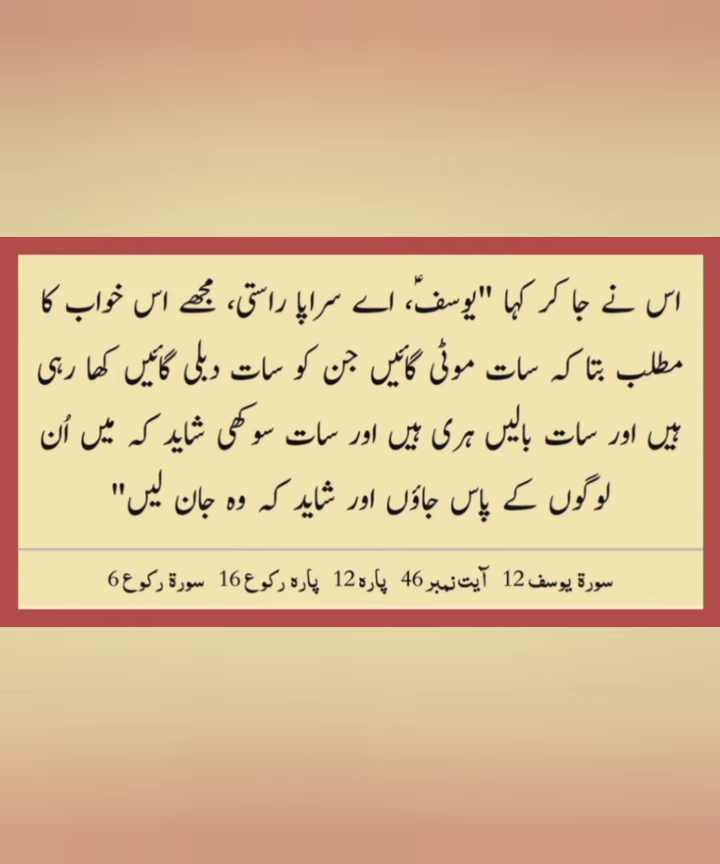 اس نے جا کر کہا "یوسفؑ، اے سراپا راستی، مجھے اس خواب کا
مطلب بتا کہ سات موٹی گائیں جن کو سات دبلی گائیں کھا رہی
ہیں اور سات بالیں ہری ہیں اور سات سوکھی شاید کہ میں اُن
لوگوں کے پاس جاؤں اور شاید کہ وہ جان لیں"
سورۃ یوسف 12 آیت نمبر 46 پارہ 12 پارہ رکوع 16 سورۃ رکوع 6